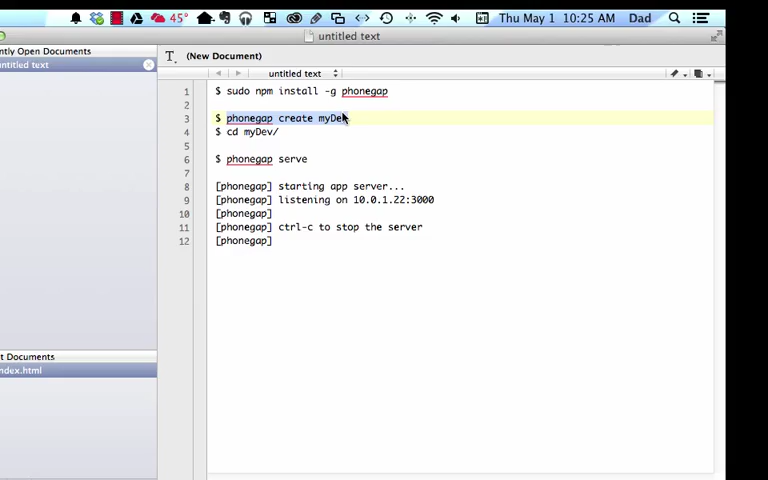 45° Thu May 1 10:25 AM Dad
untitled text
ntly Open Documents
(New Document)
untitled text
untitled text
1 $ sudo npm install -g phonegap
2
3 $ phonegap create myDev
4 $ cd myDev/
5
6 $ phonegap serve
7
8 [phonegap] starting app server...
9 [phonegap] listening on 10.0.1.22:3000
10 [phonegap]
11 [phonegap] ctrl-c to stop the server
12 [phonegap]
t Documents
ndex.html